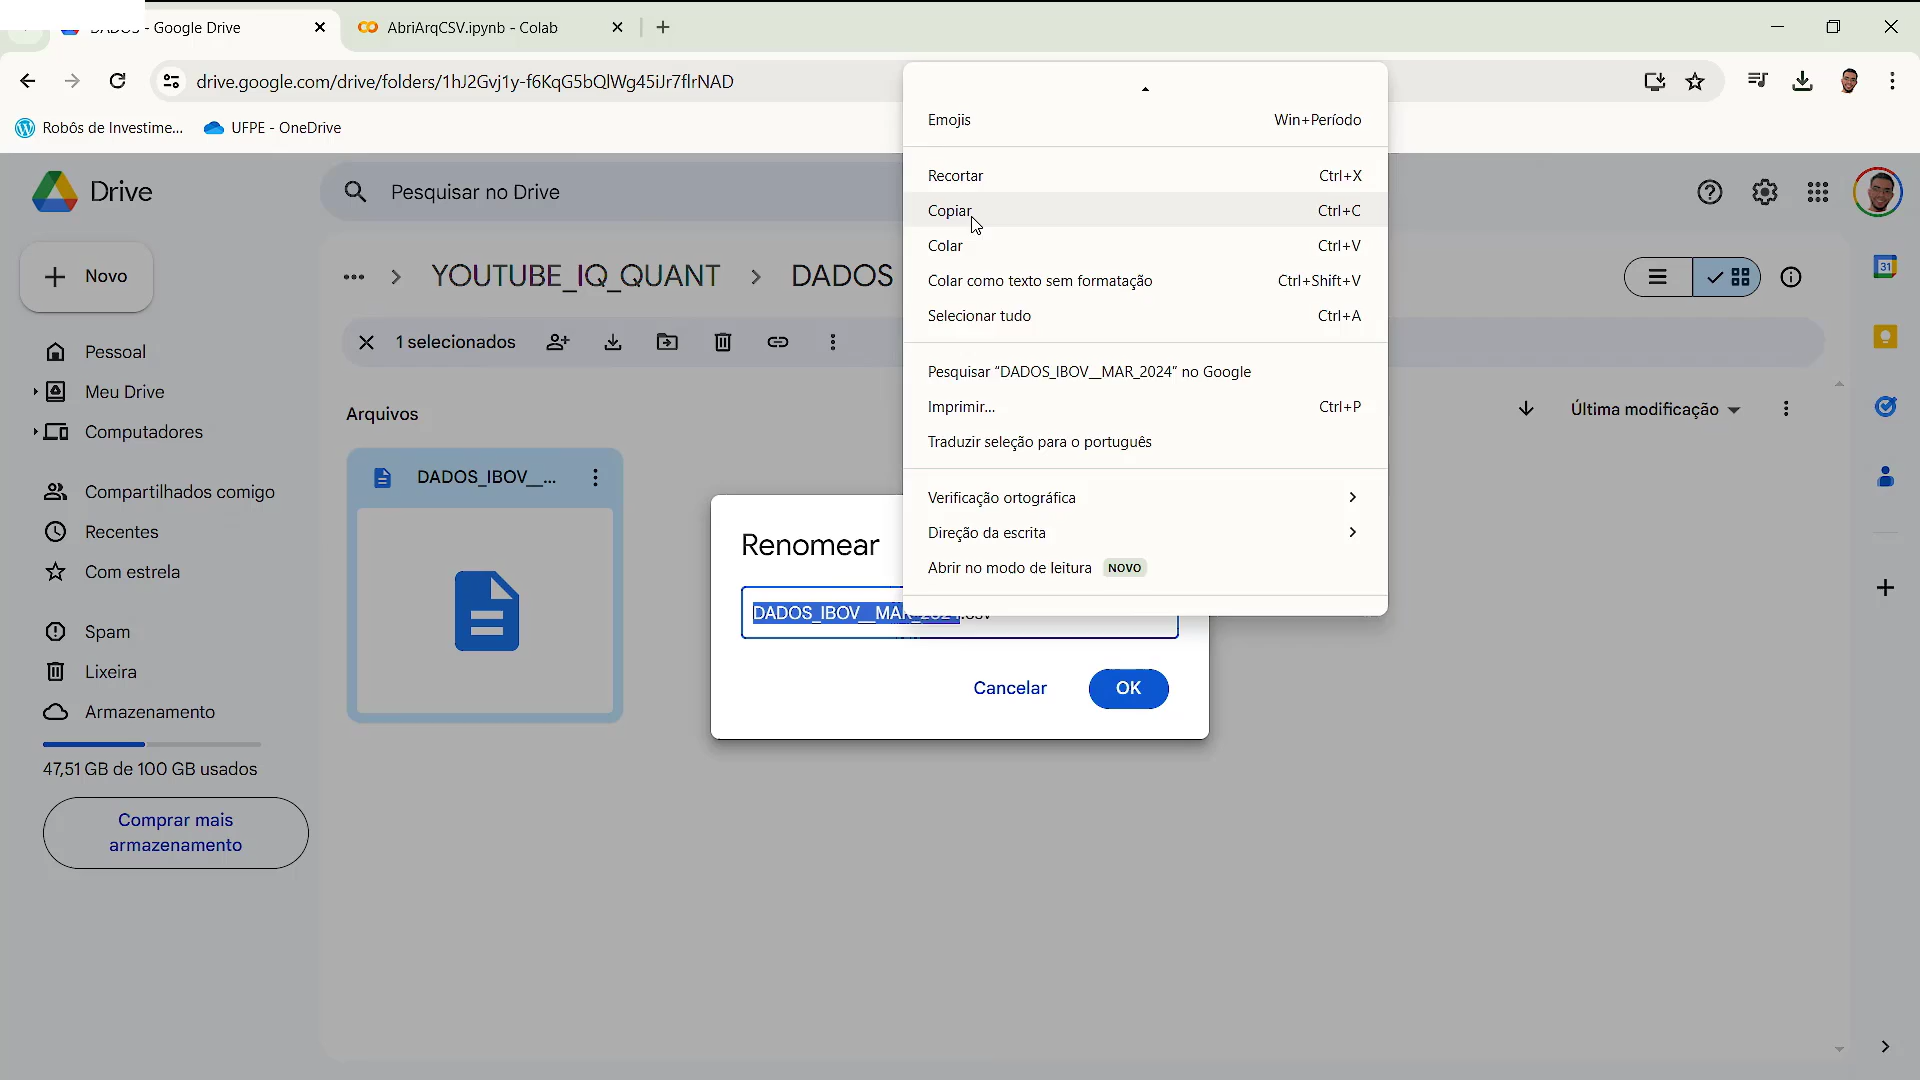 DADOS - Google Drive
AbriArqCSV.ipynb - Colab
drive.google.com/drive/folders/1hJ2Gvj1y-f6KqG5bQlWg45iJr7flrNAD
Robôs de Investime...
UFPE - OneDrive
Drive
Pesquisar no Drive
Novo
YOUTUBE_IQ_QUANT
DADOS
1 selecionados
Pessoal
Meu Drive
Computadores
Compartilhados comigo
Recentes
Com estrela
Spam
Lixeira
Armazenamento
47,51 GB de 100 GB usados
Comprar mais
armazenamento
Arquivos
Última modificação
DADOS_IBOV__...
Emojis Win+Período
Recortar Ctrl+X
Copiar Ctrl+C
Colar Ctrl+V
Colar como texto sem formatação Ctrl+Shift+V
Selecionar tudo Ctrl+A
Pesquisar “DADOS_IBOV__MAR_2024” no Google
Imprimir... Ctrl+P
Traduzir seleção para o português
Verificação ortográfica
Direção da escrita
Abrir no modo de leitura NOVO
Renomear
DADOS_IBOV__MAR_2024.csv
Cancelar
OK
31